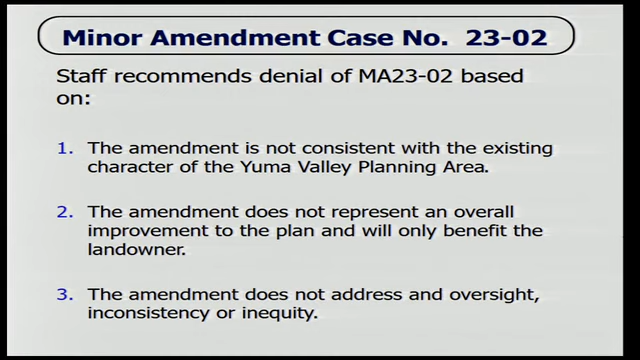 Minor Amendment Case No. 23-02
Staff recommends denial of MA23-02 based
on:
1. The amendment is not consistent with the existing
character of the Yuma Valley Planning Area.
2. The amendment does not represent an overall
improvement to the plan and will only benefit the
landowner.
3. The amendment does not address and oversight,
inconsistency or inequity.